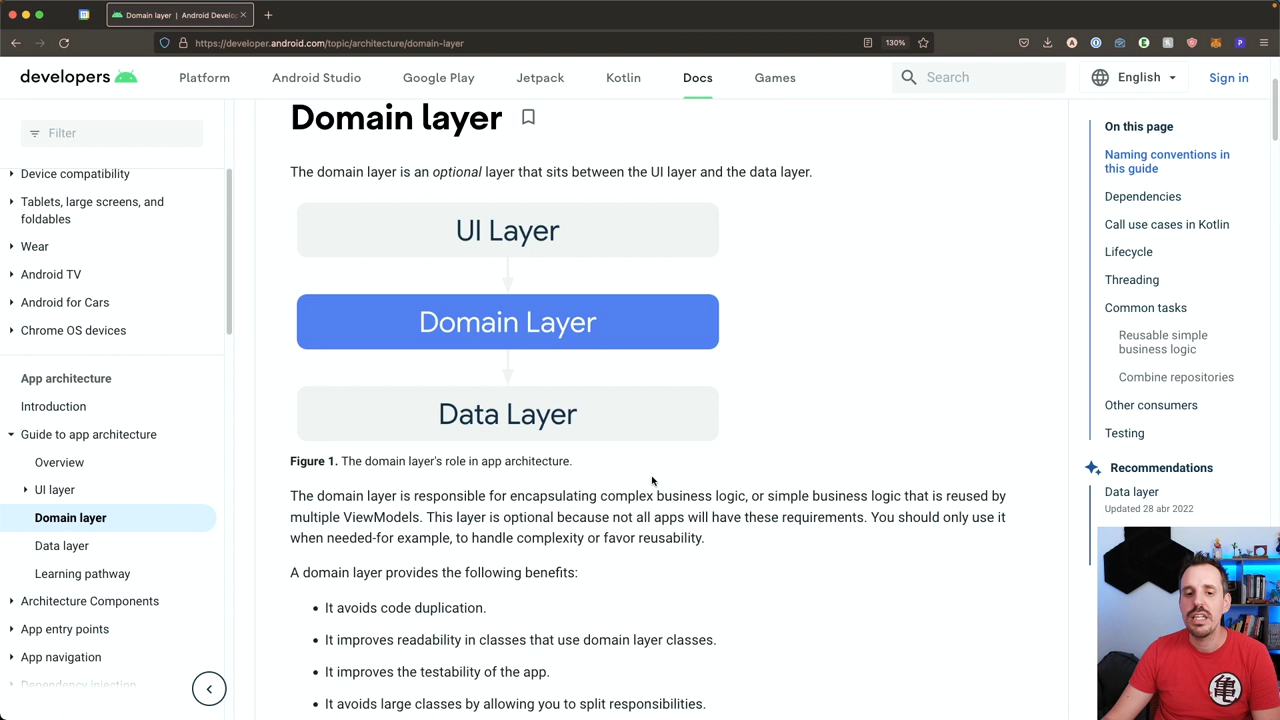 Domain layer | Android Develo
https://developer.android.com/topic/architecture/domain-layer
130%
developers
Platform
Android Studio
Google Play
Jetpack
Kotlin
Docs
Games
Search
English
Sign in
Filter
Device compatibility
Tablets, large screens, and
foldables
Wear
Android TV
Android for Cars
Chrome OS devices
App architecture
Introduction
Guide to app architecture
Overview
UI layer
Domain layer
Data layer
Learning pathway
Architecture Components
App entry points
App navigation
Dependency injection
Domain layer
The domain layer is an optional layer that sits between the UI layer and the data layer.
UI Layer
Domain Layer
Data Layer
Figure 1. The domain layer's role in app architecture.
The domain layer is responsible for encapsulating complex business logic, or simple business logic that is reused by
multiple ViewModels. This layer is optional because not all apps will have these requirements. You should only use it
when needed-for example, to handle complexity or favor reusability.
A domain layer provides the following benefits:
• It avoids code duplication.
• It improves readability in classes that use domain layer classes.
• It improves the testability of the app.
• It avoids large classes by allowing you to split responsibilities.
On this page
Naming conventions in
this guide
Dependencies
Call use cases in Kotlin
Lifecycle
Threading
Common tasks
Reusable simple
business logic
Combine repositories
Other consumers
Testing
Recommendations
Data layer
Updated 28 abr 2022
亀